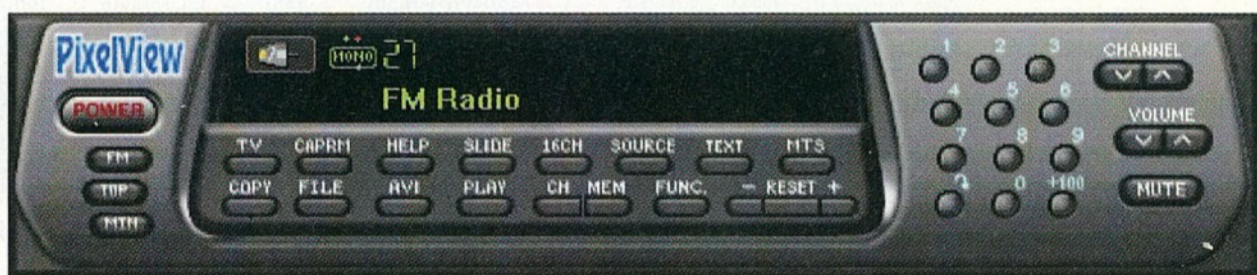 PixelView
POWER
FM
TOP
MIN
MONO 27
FM Radio
TV CAPRM HELP SLIDE 16CH SOURCE TEXT MTS
COPY FILE AVI PLAY CH MEM FUNC. - RESET +
1 2 3
4 5 6
7 8 9
0 +100
CHANNEL
VOLUME
MUTE